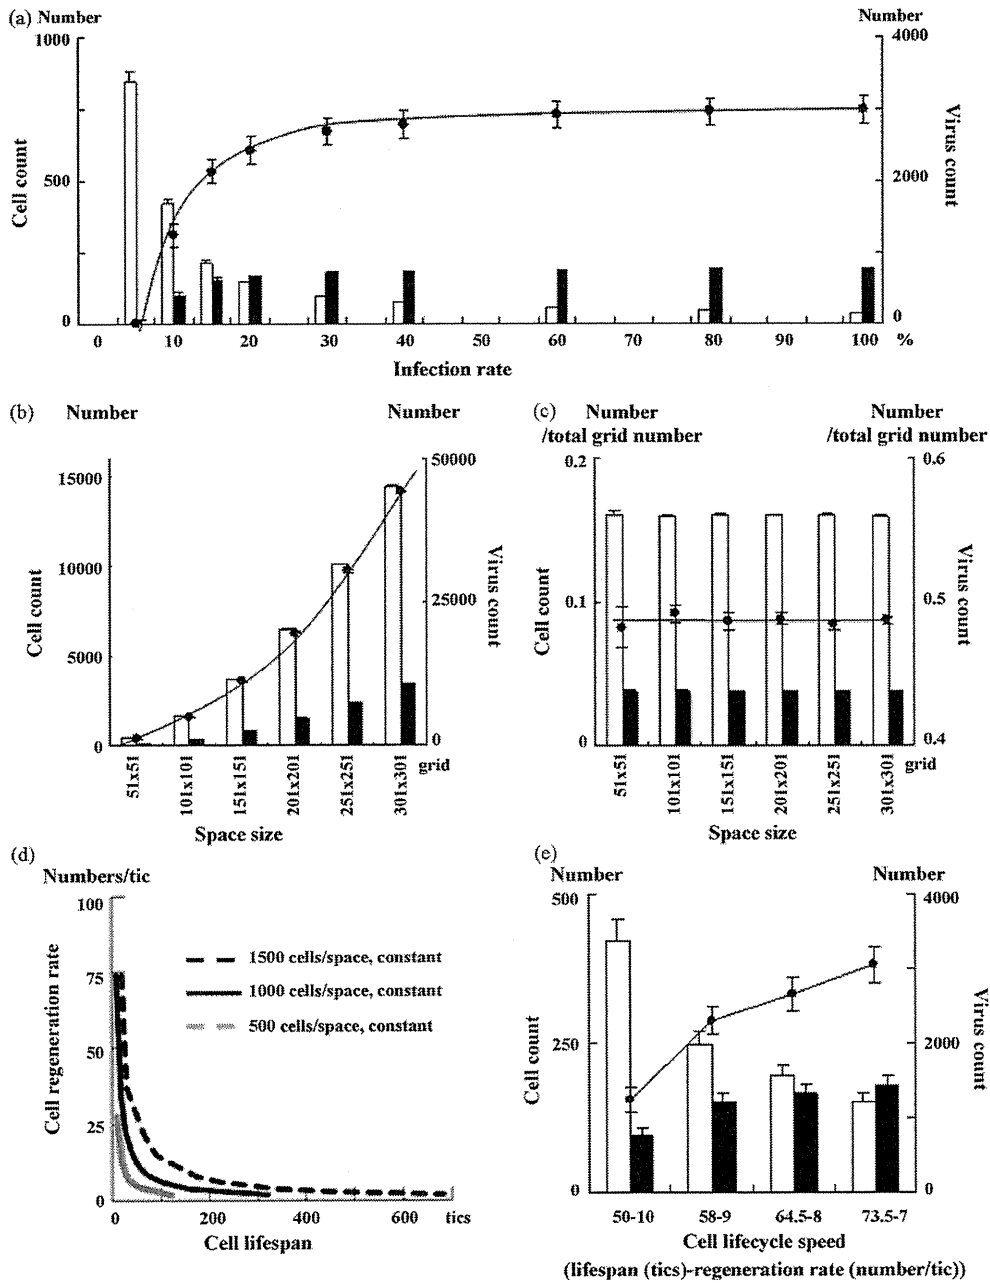 (a) Number Number
1000 4000
500 2000
0 0
Cell count
Virus count
0 10 20 30 40 50 60 70 80 100 %
Infection rate
(b) Number Number
15000 50000
10000
25000
5000
0 0
Cell count
Virus count
51x51 101x101 151x151 201x201 251x251 301x301 grid
Space size
(c) Number Number
/total grid number /total grid number
0.2 0.6
0.1 0.5
0 0.4
Cell count
Virus count
51x51 101x101 151x151 201x201 251x251 301x301 grid
Space size
(d)
Numbers/tic
100
75
50
25
0
Cell regeneration rate
1500 cells/space, constant
1000 cells/space, constant
500 cells/space, constant
0 200 400 600 tics
Cell lifespan
(e)
Number Number
500 4000
250 2000
0 0
Cell count
Virus count
50-10 58-9 64.5-8 73.5-7
Cell lifecycle speed
(lifespan (tics)-regeneration rate (number/tic))